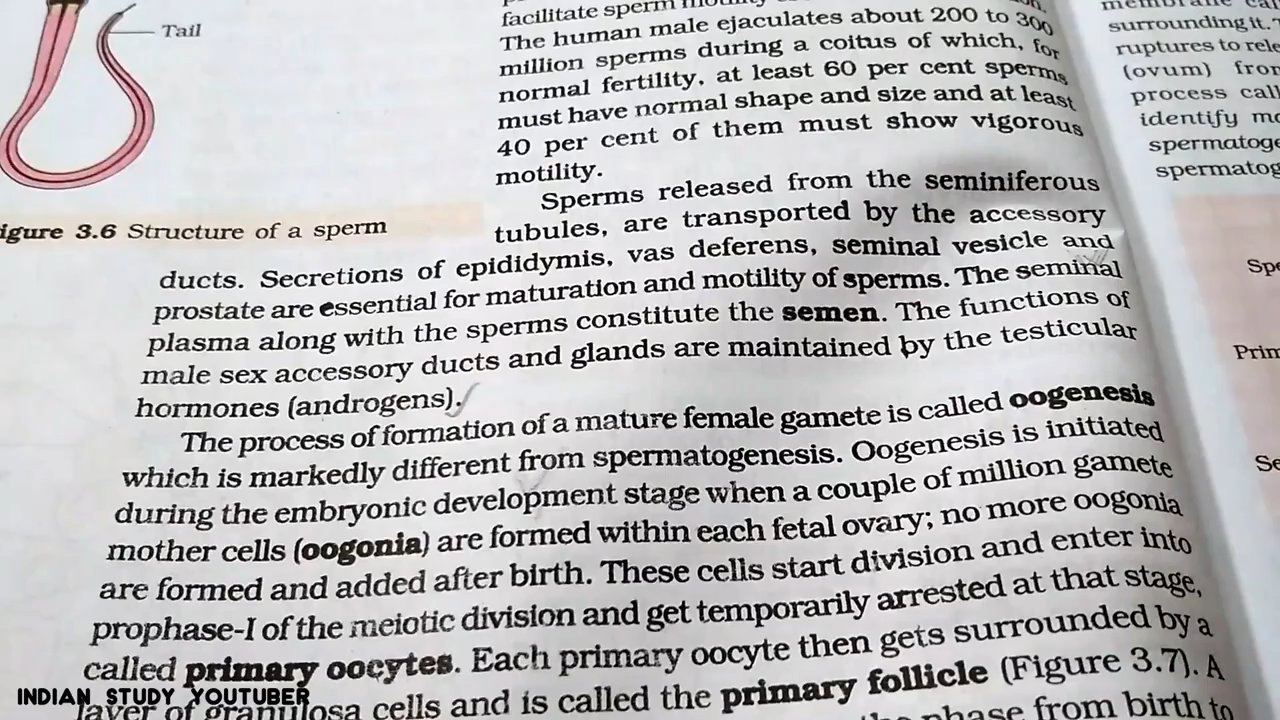 Tail
facilitate sperm
The human male ejaculates about 200 to 300
million sperms during a coitus of which, for
normal fertility, at least 60 per cent sperms
must have normal shape and size and at least
40 per cent of them must show vigorous
motility.
Sperms released from the seminiferous
igure 3.6 Structure of a sperm
tubules, are transported by the accessory
ducts. Secretions of epididymis, vas deferens, seminal vesicle and
prostate are essential for maturation and motility of sperms. The seminal
plasma along with the sperms constitute the semen. The functions of
male sex accessory ducts and glands are maintained by the testicular
hormones (androgens).
The process of formation of a mature female gamete is called oogenesis
which is markedly different from spermatogenesis. Oogenesis is initiated
during the embryonic development stage when a couple of million gamete
mother cells (oogonia) are formed within each fetal ovary; no more oogonia
are formed and added after birth. These cells start division and enter into
prophase-I of the meiotic division and get temporarily arrested at that stage,
called primary oocytes. Each primary oocyte then gets surrounded by a
layer of granulosa cells and is called the primary follicle (Figure 3.7). A
phase from birth to
surrounding it.
ruptures to rele
(ovum) from
process call
identify mo
spermatoge
spermatog
Spe
Prim
Se
INDIAN STUDY YOUTUBER